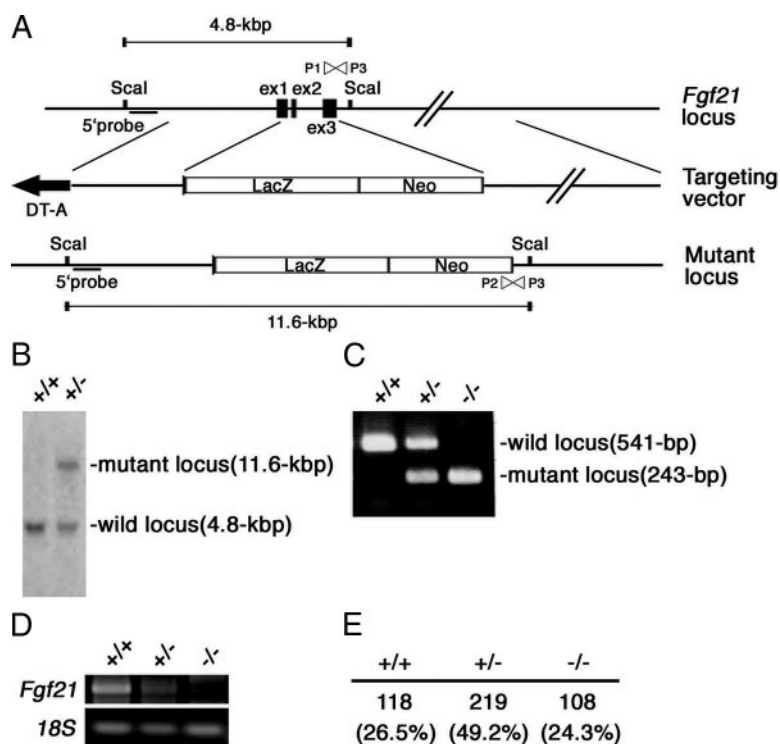 A
4.8-kbp
P1 P3
ScaI ex1 ex2 ScaI
5'probe ex3
Fgf21
locus
LacZ Neo
DT-A
Targeting
vector
ScaI ScaI
5'probe LacZ Neo
P2 P3
Mutant
locus
11.6-kbp
B
+/+ +/-
-mutant locus(11.6-kbp)
-wild locus(4.8-kbp)
C
+/+ +/- -/-
-wild locus(541-bp)
-mutant locus(243-bp)
D
+/+ +/- -/-
Fgf21
18S
E
+/+ +/- -/-
118 219 108
(26.5%) (49.2%) (24.3%)